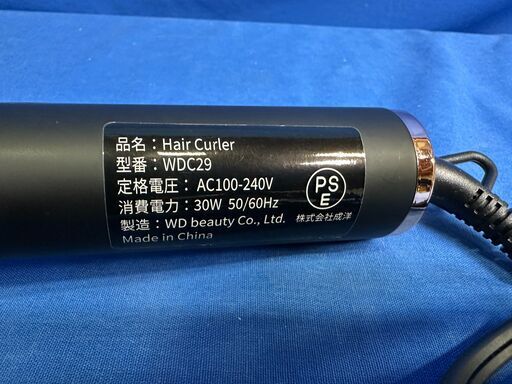 品名：Hair Curler
型番：WDC29
定格電圧： AC100-240V
消費電力：30W 50/60Hz
製造：WD beauty Co., Ltd.
Made in China
PS
E
株式会社成洋